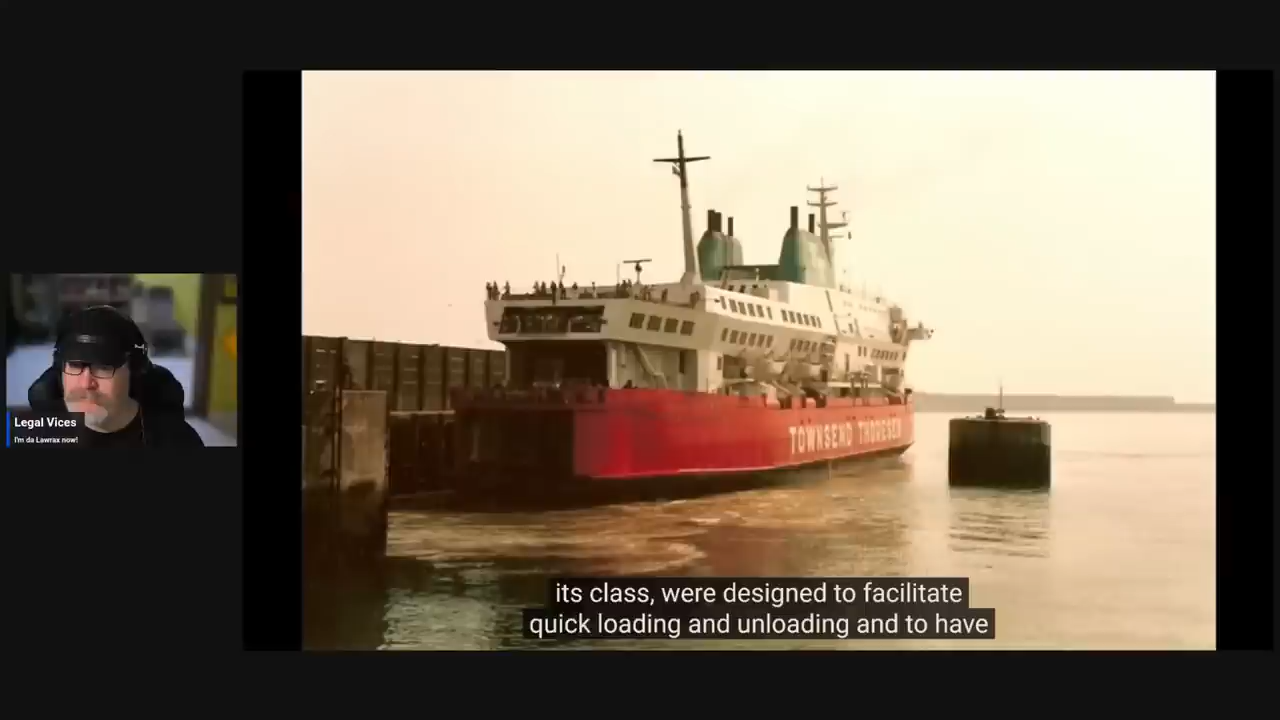 TOWNSEND THORESEN
Legal Vices
I'm da Lawrax now!
its class, were designed to facilitate
quick loading and unloading and to have